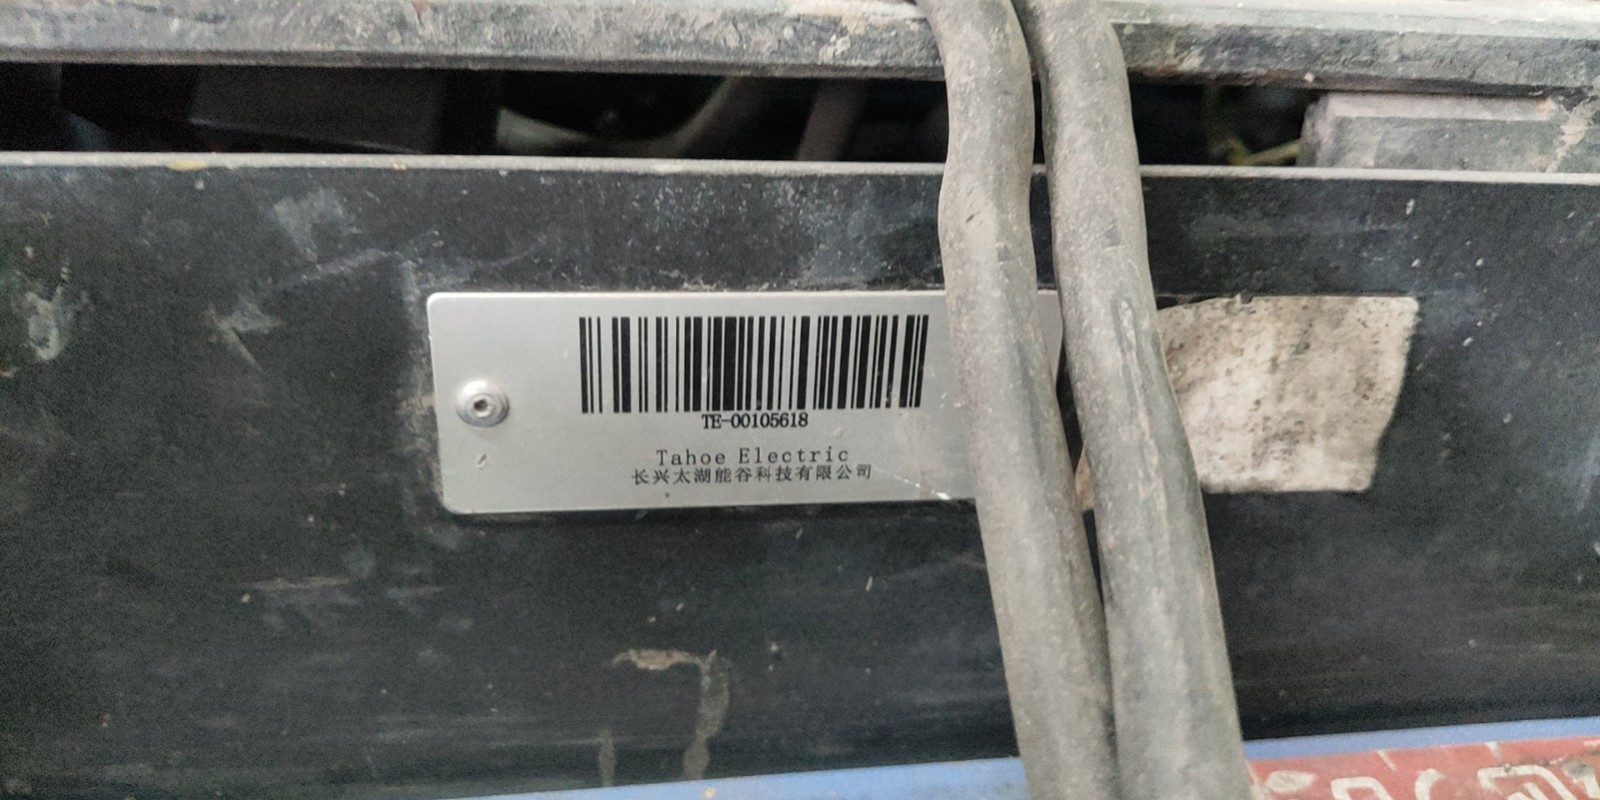 TE-00105618
Tahoe Electric
长兴太湖能谷科技有限公司